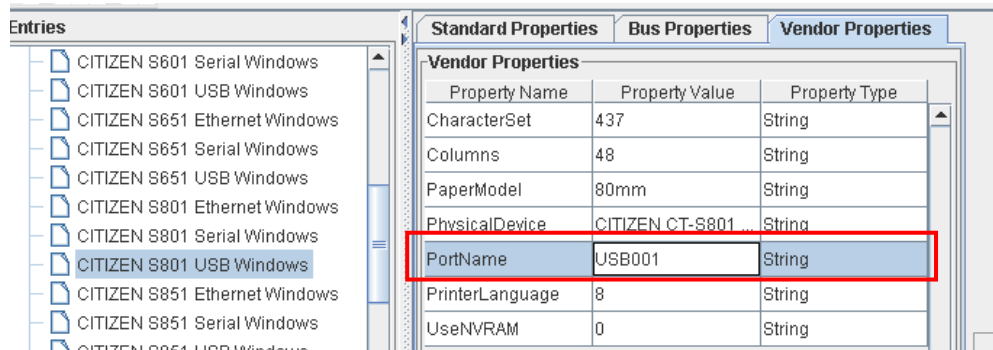 Entries
CITIZEN S601 Serial Windows
CITIZEN S601 USB Windows
CITIZEN S651 Ethernet Windows
CITIZEN S651 Serial Windows
CITIZEN S651 USB Windows
CITIZEN S801 Ethernet Windows
CITIZEN S801 Serial Windows
CITIZEN S801 USB Windows
CITIZEN S851 Ethernet Windows
CITIZEN S851 Serial Windows
CITIZEN S851 USB Windows
Standard Properties Bus Properties Vendor Properties
Vendor Properties
Property Name Property Value Property Type
CharacterSet 437 String
Columns 48 String
PaperModel 80mm String
PhysicalDevice CITIZEN CT-S801 ... String
PortName USB001 String
PrinterLanguage 8 String
UseNVRAM 0 String